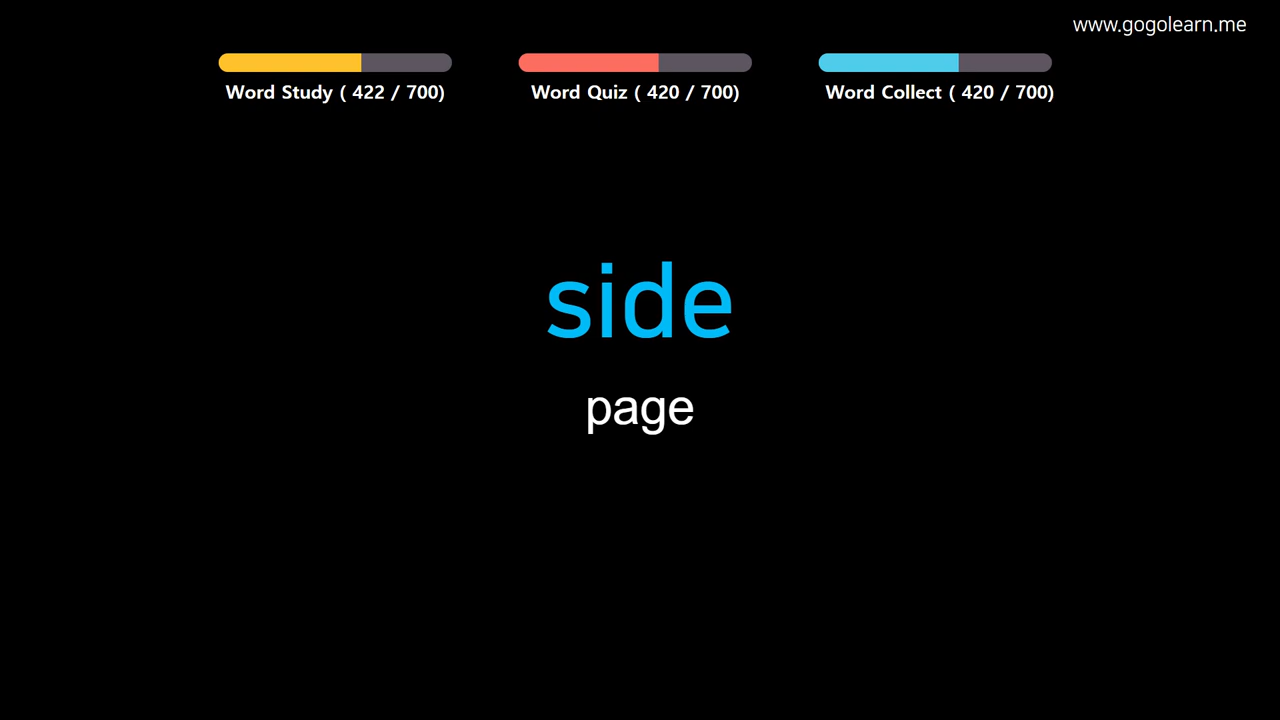 www.gogolearn.me
Word Study ( 422 / 700)
Word Quiz ( 420 / 700)
Word Collect ( 420 / 700)
side
page